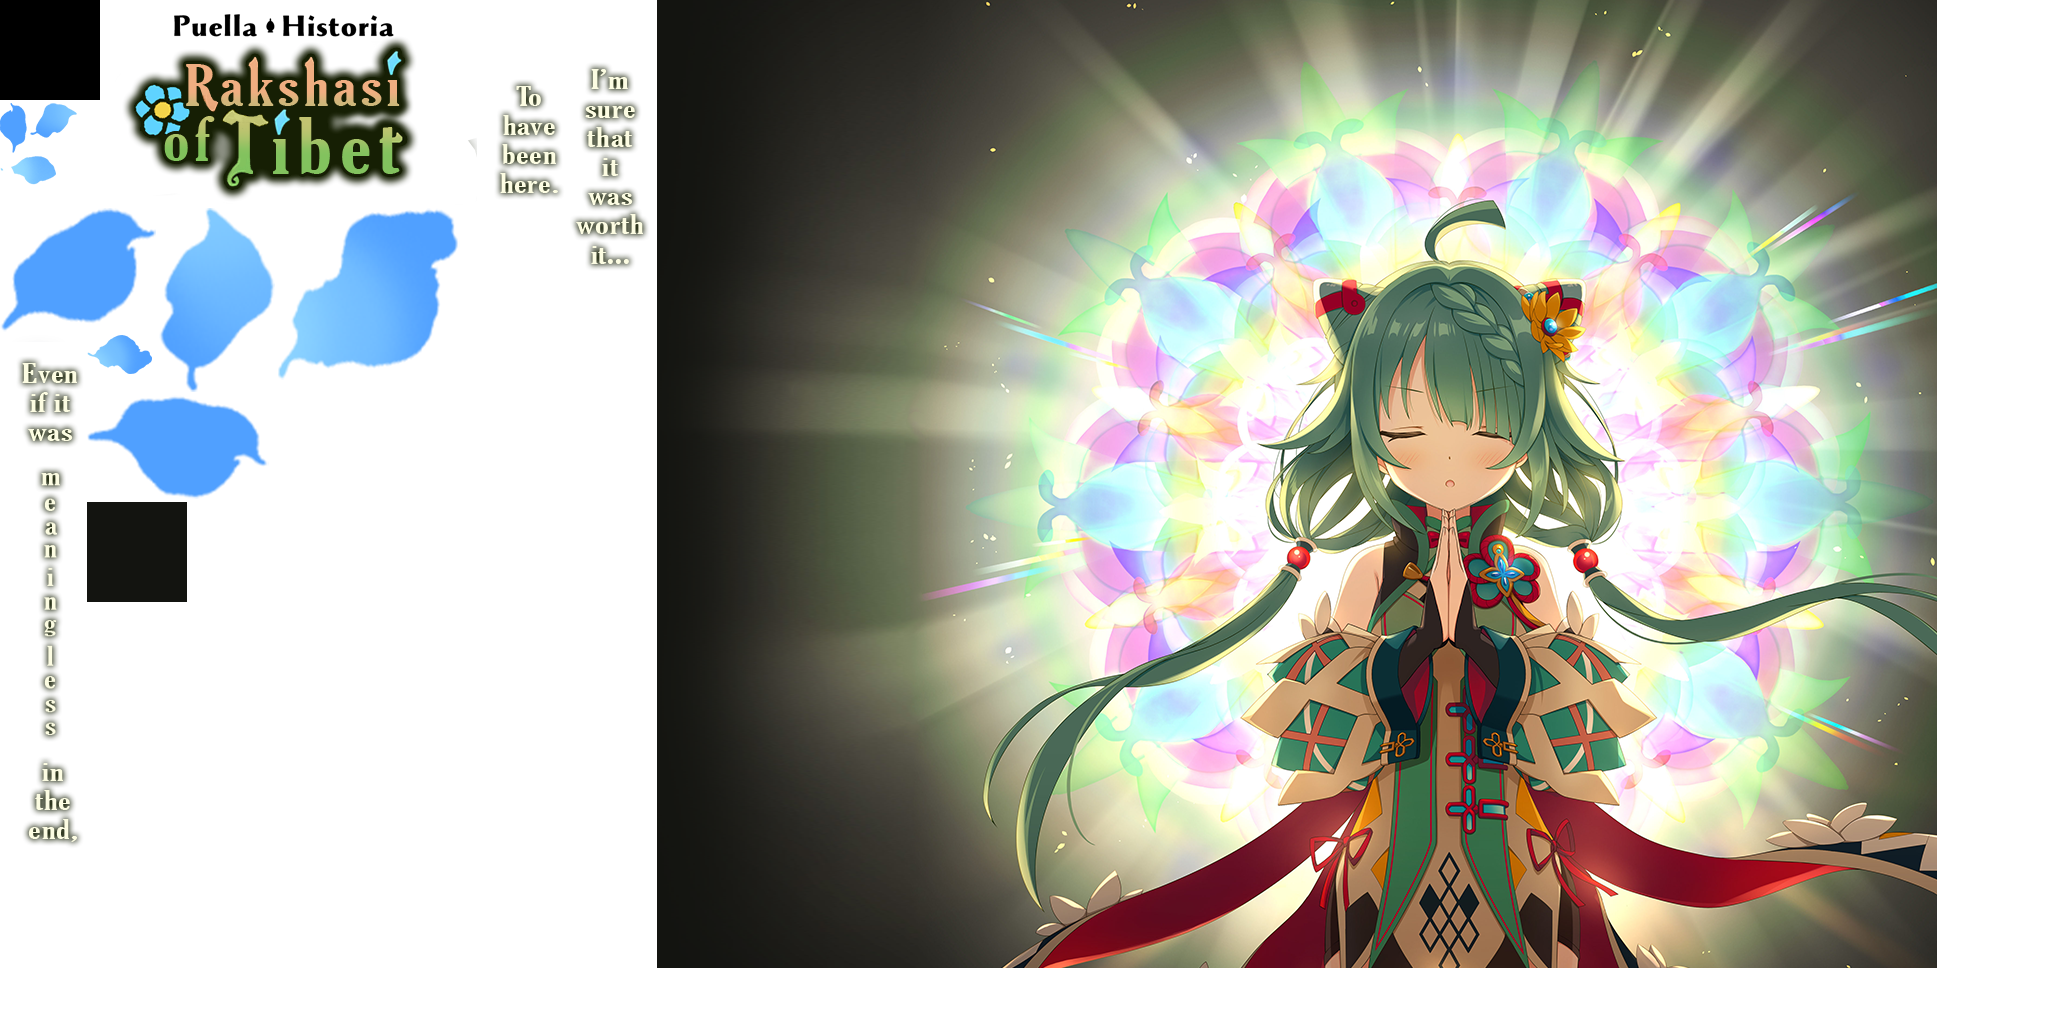 Puella Historia
Rakshasi
of Tibet
To
have
been
here.
I'm
sure
that
it
was
worth
it...
Even
if it
was
meaningless
in
the
end,